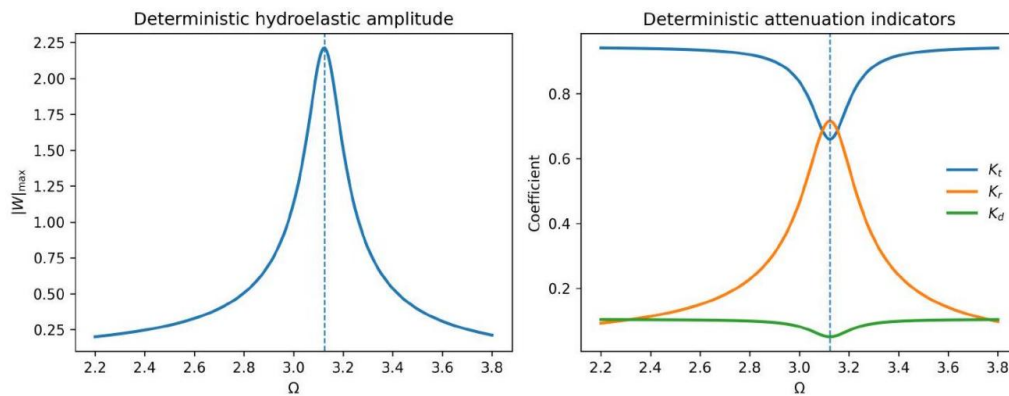 Deterministic hydroelastic amplitude
2.25
2.00
1.75
1.50
1.25
1.00
0.75
0.50
0.25
|W|max
2.2 2.4 2.6 2.8 3.0 3.2 3.4 3.6 3.8
Ω
Deterministic attenuation indicators
0.8
0.6
0.4
0.2
Coefficient
Kt
Kr
Kd
2.2 2.4 2.6 2.8 3.0 3.2 3.4 3.6 3.8
Ω